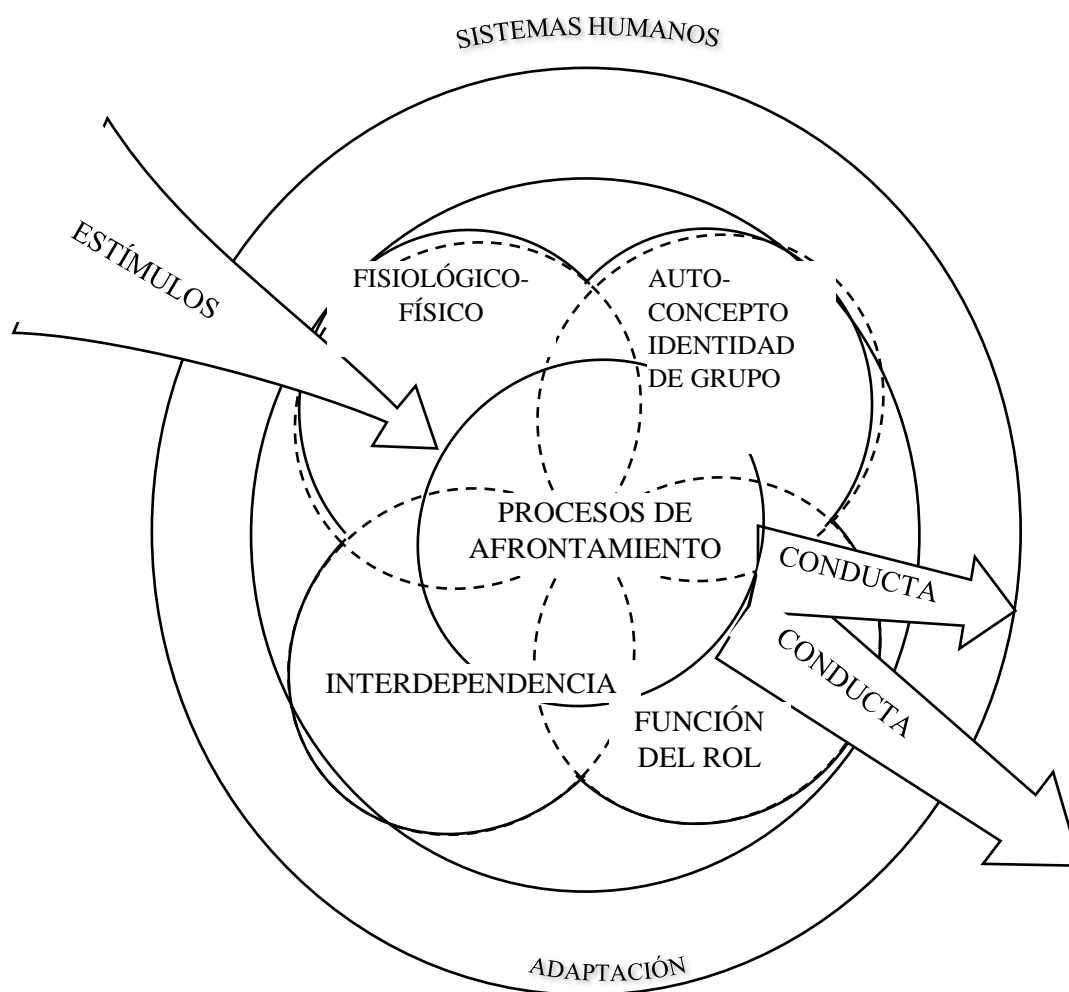 SISTEMAS HUMANOS
ESTÍMULOS
FISIOLÓGICO-
FÍSICO
AUTO-
CONCEPTO
IDENTIDAD
DE GRUPO
PROCESOS DE
AFRONTAMIENTO
CONDUCTA
CONDUCTA
INTERDEPENDENCIA
FUNCIÓN
DEL ROL
ADAPTACIÓN